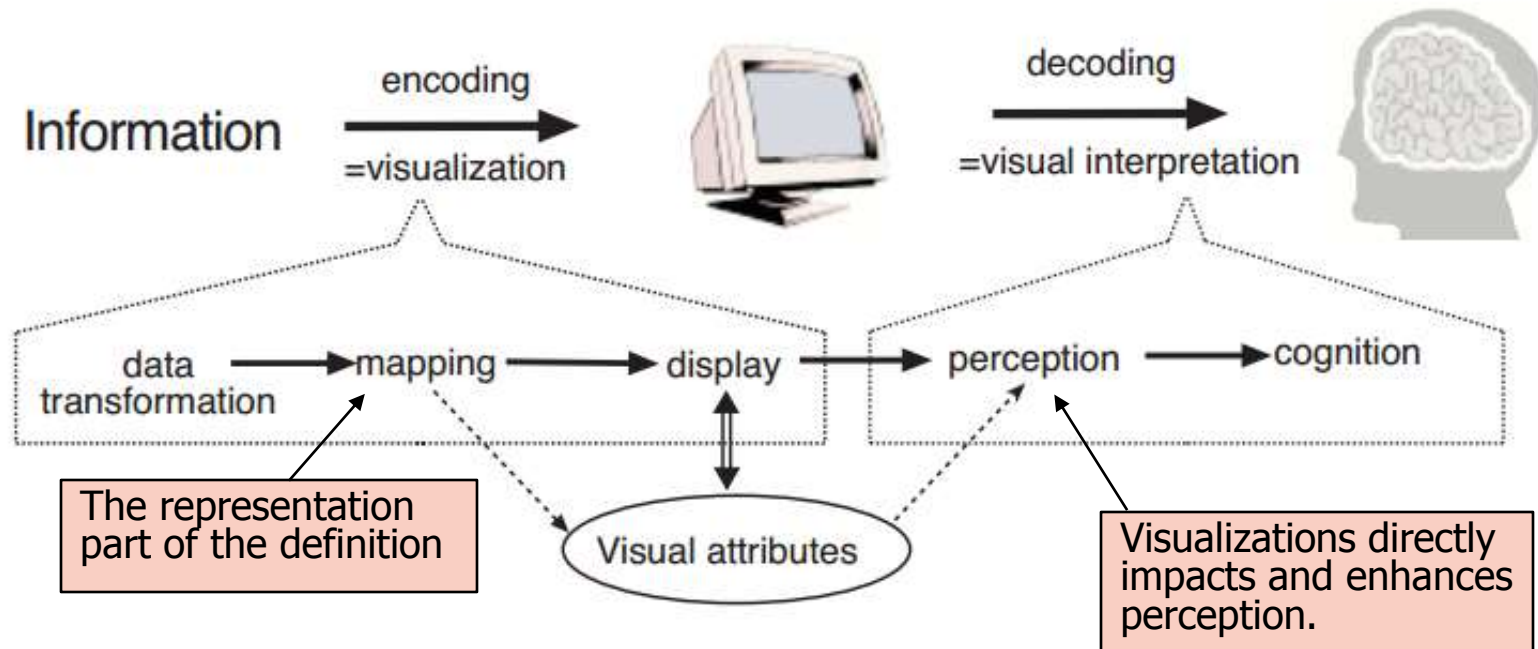 encoding
decoding
Information
=visualization
=visual interpretation
data
transformation
mapping
display
perception
cognition
The representation
part of the definition
Visual attributes
Visualizations directly
impacts and enhances
perception.